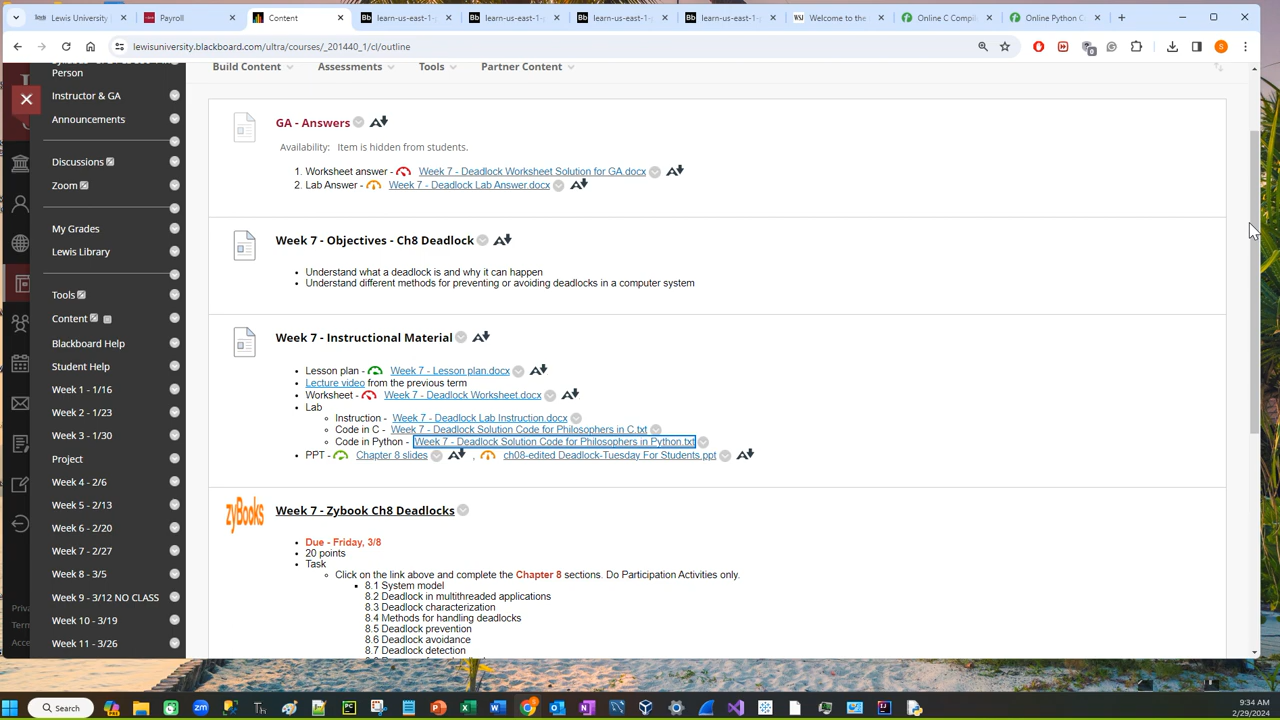 Lewis University
Payroll
Content
learn-us-east-1-
learn-us-east-1-
learn-us-east-1-
learn-us-east-1-
Welcome to the
Online C Compil
Online Python C
lewisuniversity.blackboard.com/ultra/courses/_201440_1/cl/outline
Person
Instructor & GA
Announcements
Discussions
Zoom
My Grades
Lewis Library
Tools
Content
Blackboard Help
Student Help
Week 1 - 1/16
Week 2 - 1/23
Week 3 - 1/30
Project
Week 4 - 2/6
Week 5 - 2/13
Week 6 - 2/20
Week 7 - 2/27
Week 8 - 3/5
Week 9 - 3/12 NO CLASS
Week 10 - 3/19
Week 11 - 3/26
Priva
Term
Acce
Build Content
Assessments
Tools
Partner Content
GA - Answers
Availability: Item is hidden from students.
1. Worksheet answer - Week 7 - Deadlock Worksheet Solution for GA.docx
2. Lab Answer - Week 7 - Deadlock Lab Answer.docx
Week 7 - Objectives - Ch8 Deadlock
Understand what a deadlock is and why it can happen
Understand different methods for preventing or avoiding deadlocks in a computer system
Week 7 - Instructional Material
Lesson plan - Week 7 - Lesson plan.docx
Lecture video from the previous term
Worksheet - Week 7 - Deadlock Worksheet.docx
Lab
Instruction - Week 7 - Deadlock Lab Instruction.docx
Code in C - Week 7 - Deadlock Solution Code for Philosophers in C.txt
Code in Python - Week 7 - Deadlock Solution Code for Philosophers in Python.txt
PPT - Chapter 8 slides , ch08-edited Deadlock-Tuesday For Students.ppt
zyBooks
Week 7 - Zybook Ch8 Deadlocks
Due - Friday, 3/8
20 points
Task
Click on the link above and complete the Chapter 8 sections. Do Participation Activities only.
8.1 System model
8.2 Deadlock in multithreaded applications
8.3 Deadlock characterization
8.4 Methods for handling deadlocks
8.5 Deadlock prevention
8.6 Deadlock avoidance
8.7 Deadlock detection
Search
9:34 AM
2/29/2024